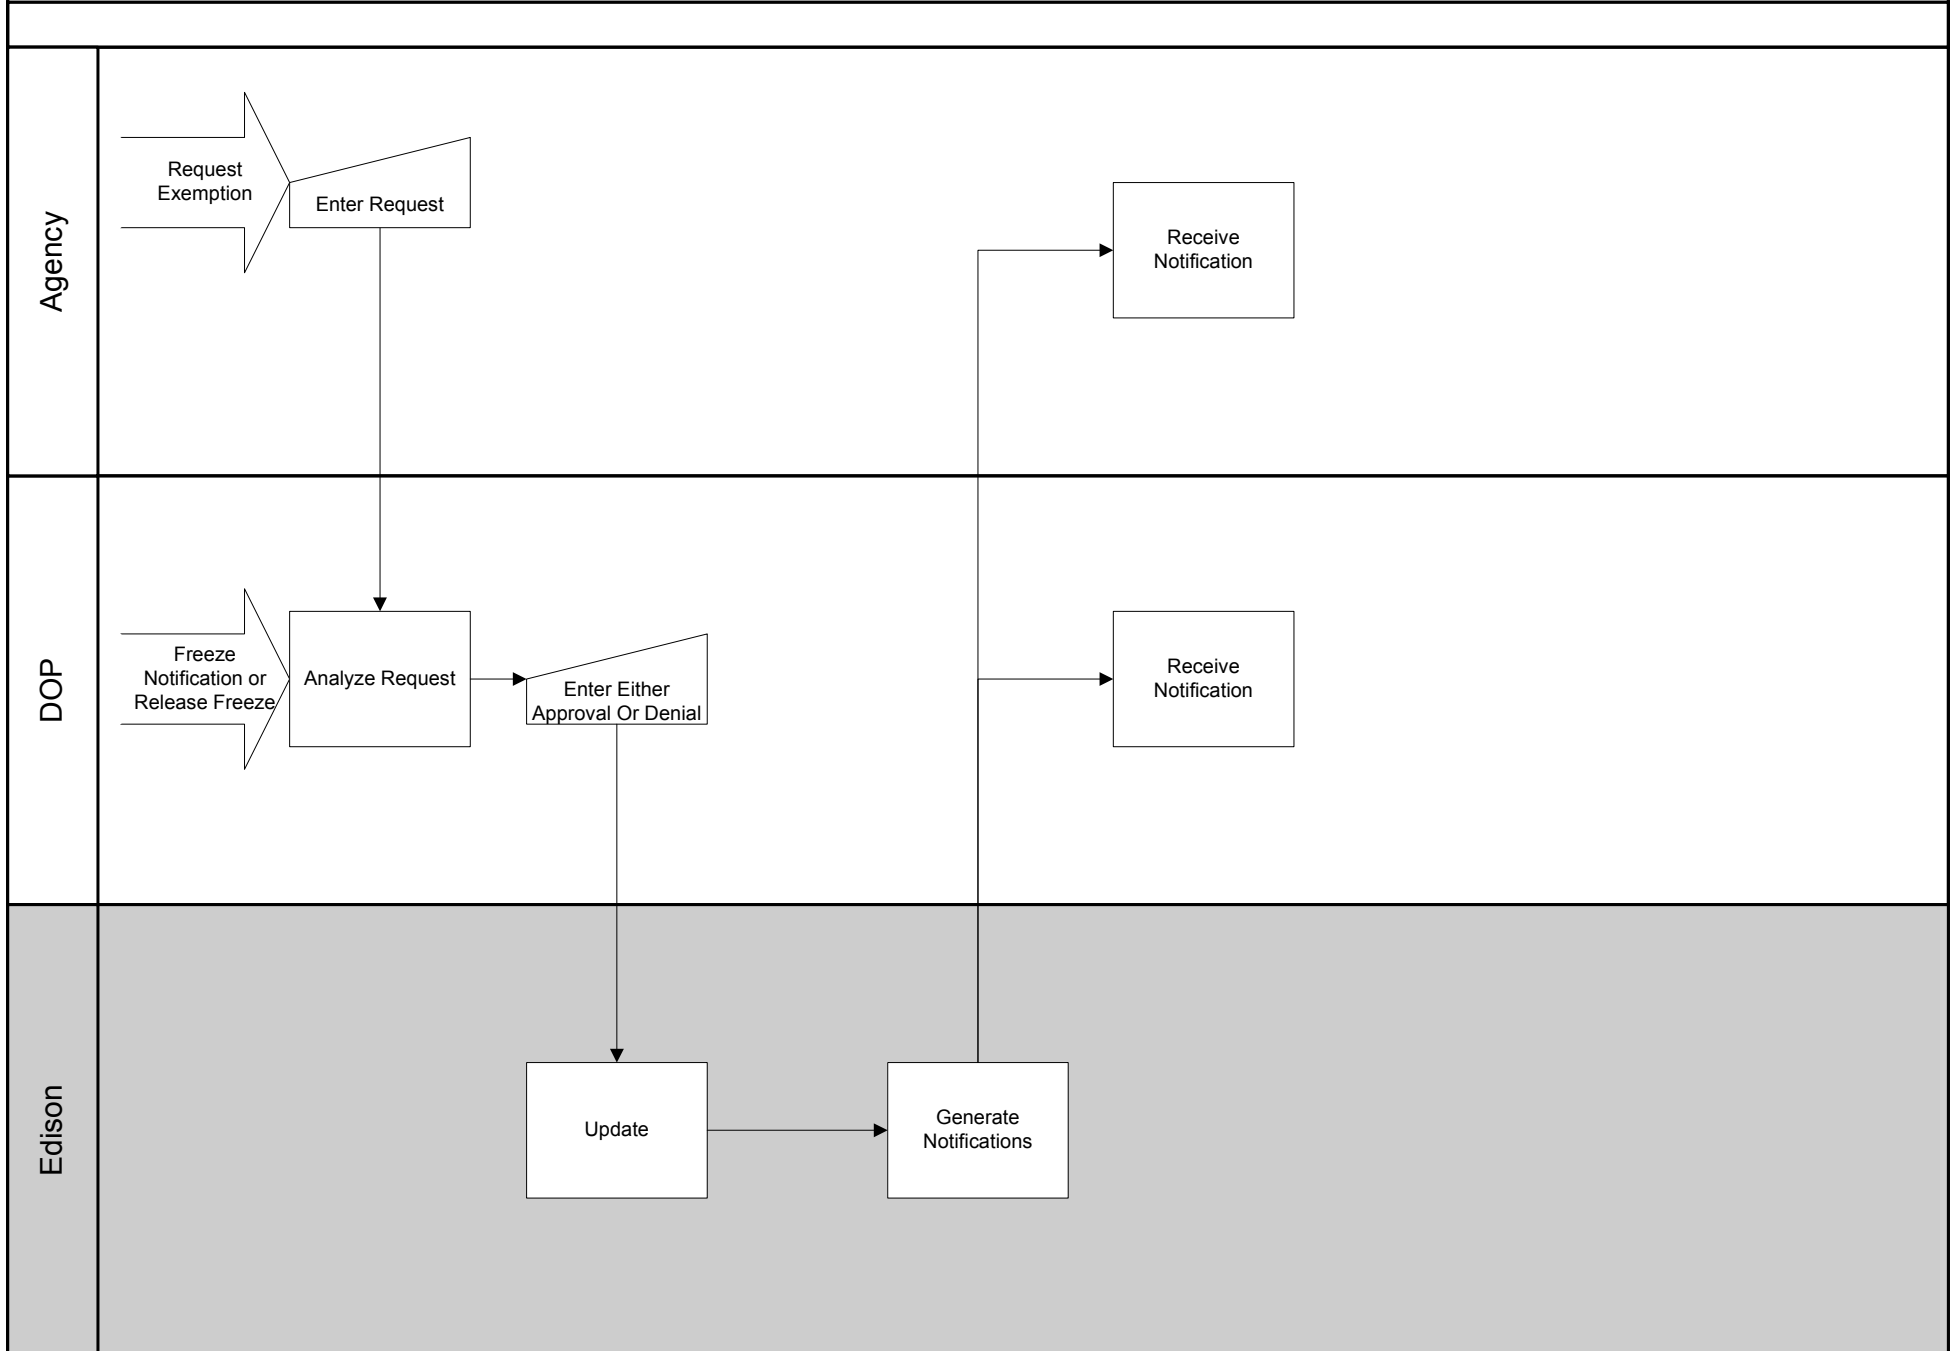 Agency
Request
Exemption
Enter Request
Receive
Notification
DOP
Freeze
Notification or
Release Freeze
Analyze Request
Enter Either
Approval Or Denial
Receive
Notification
Edison
Update
Generate
Notifications